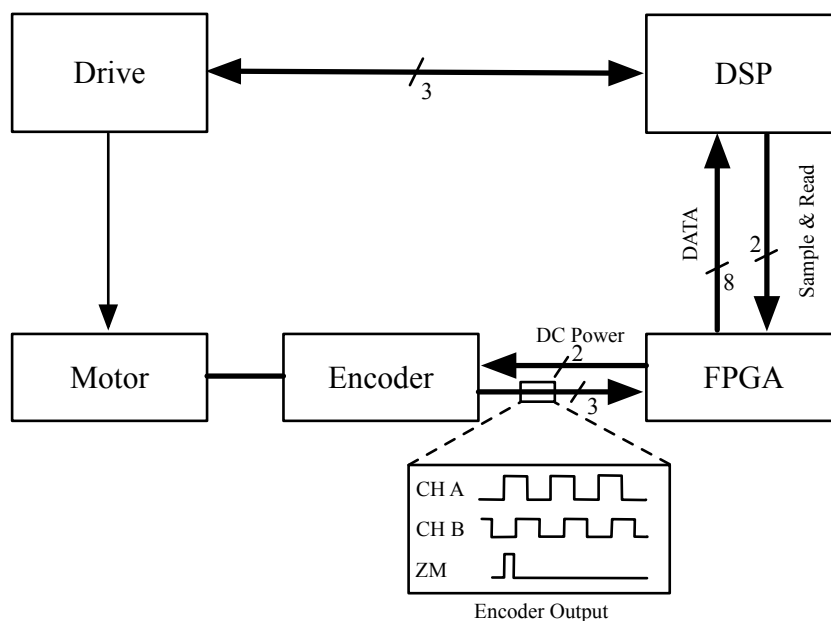 Drive
3
DSP
DATA
8
2
Sample & Read
Motor
Encoder
DC Power
2
3
FPGA
CH A
CH B
ZM
Encoder Output